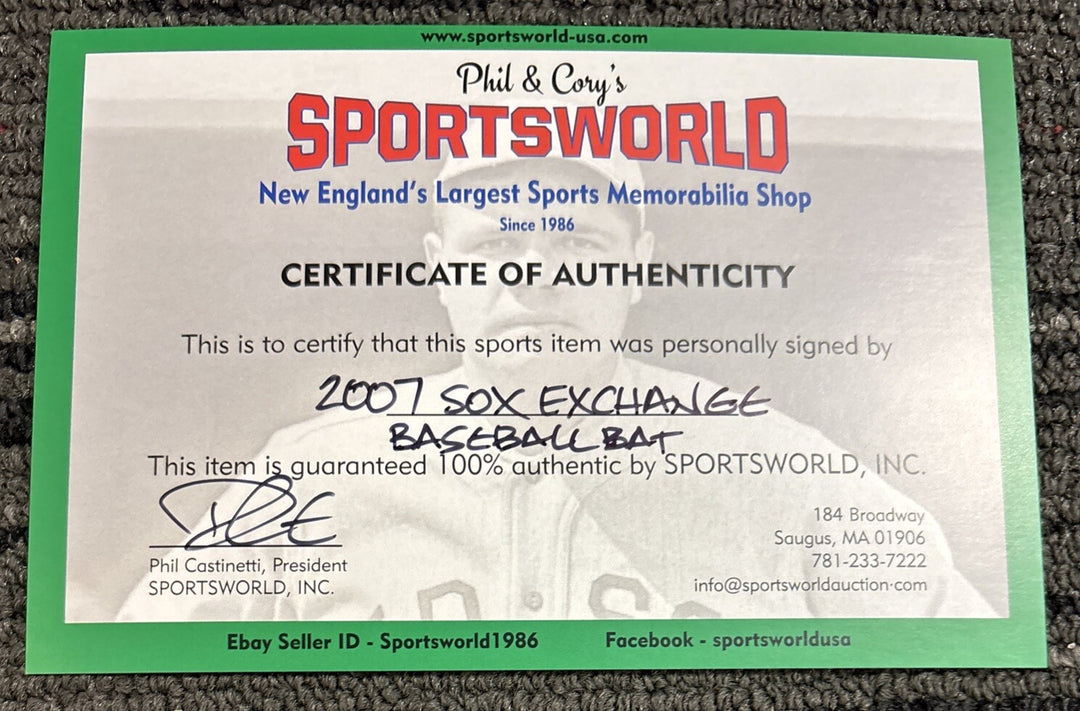 www.sportsworld-usa.com
Phil & Cory's
SPORTSWORLD
New England's Largest Sports Memorabilia Shop
Since 1986
CERTIFICATE OF AUTHENTICITY
This is to certify that this sports item was personally signed by
2007 SOX EXCHANGE
BASEBALL BAT
This item is guaranteed 100% authentic by SPORTSWORLD, INC.
Phil Castinetti, President
SPORTSWORLD, INC.
184 Broadway
Saugus, MA 01906
781-233-7222
info@sportsworldauction.com
Ebay Seller ID - Sportsworld1986
Facebook - sportsworldusa